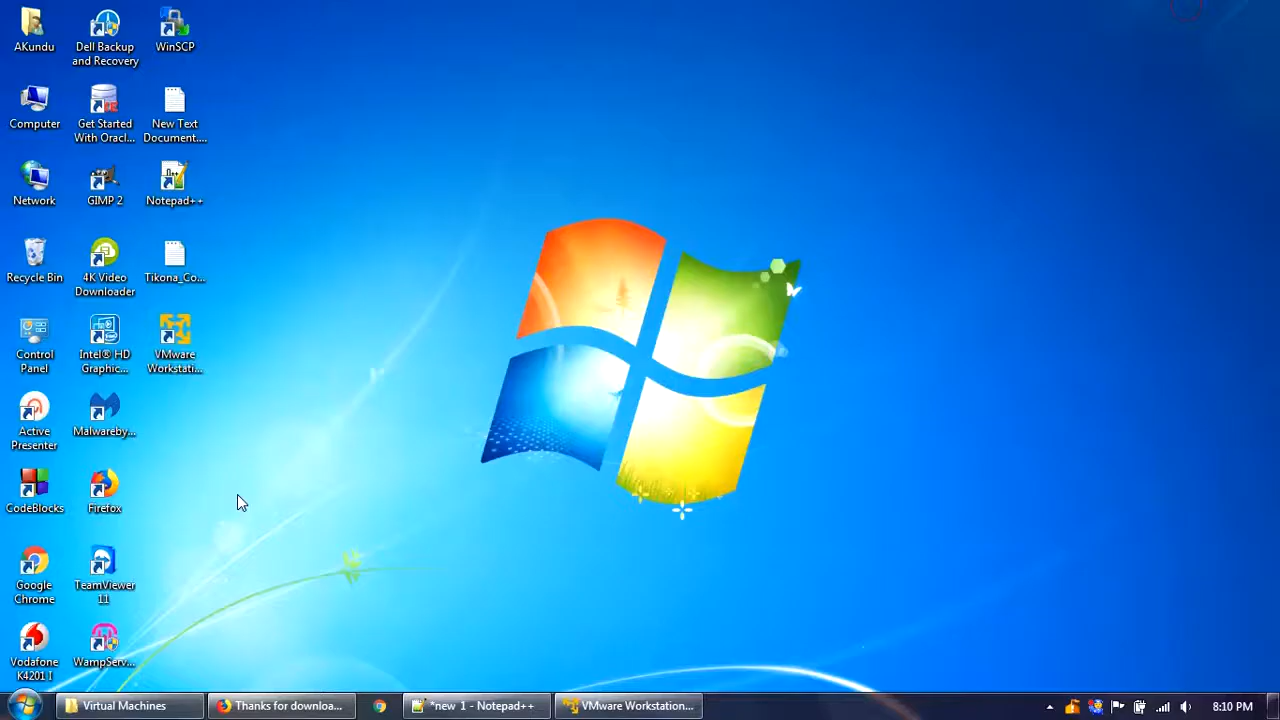 AKundu
Dell Backup
and Recovery
WinSCP
Computer
Get Started
With Oracl...
New Text
Document....
Network
GIMP 2
Notepad++
Recycle Bin
4K Video
Downloader
Tikona_Co...
Control
Panel
Intel® HD
Graphic...
VMware
Workstati...
Active
Presenter
Malwareby...
CodeBlocks
Firefox
Google
Chrome
TeamViewer
11
Vodafone
K4201 I
WampServ...
Virtual Machines
Thanks for downloa...
*new 1 - Notepad++
VMware Workstation...
8:10 PM